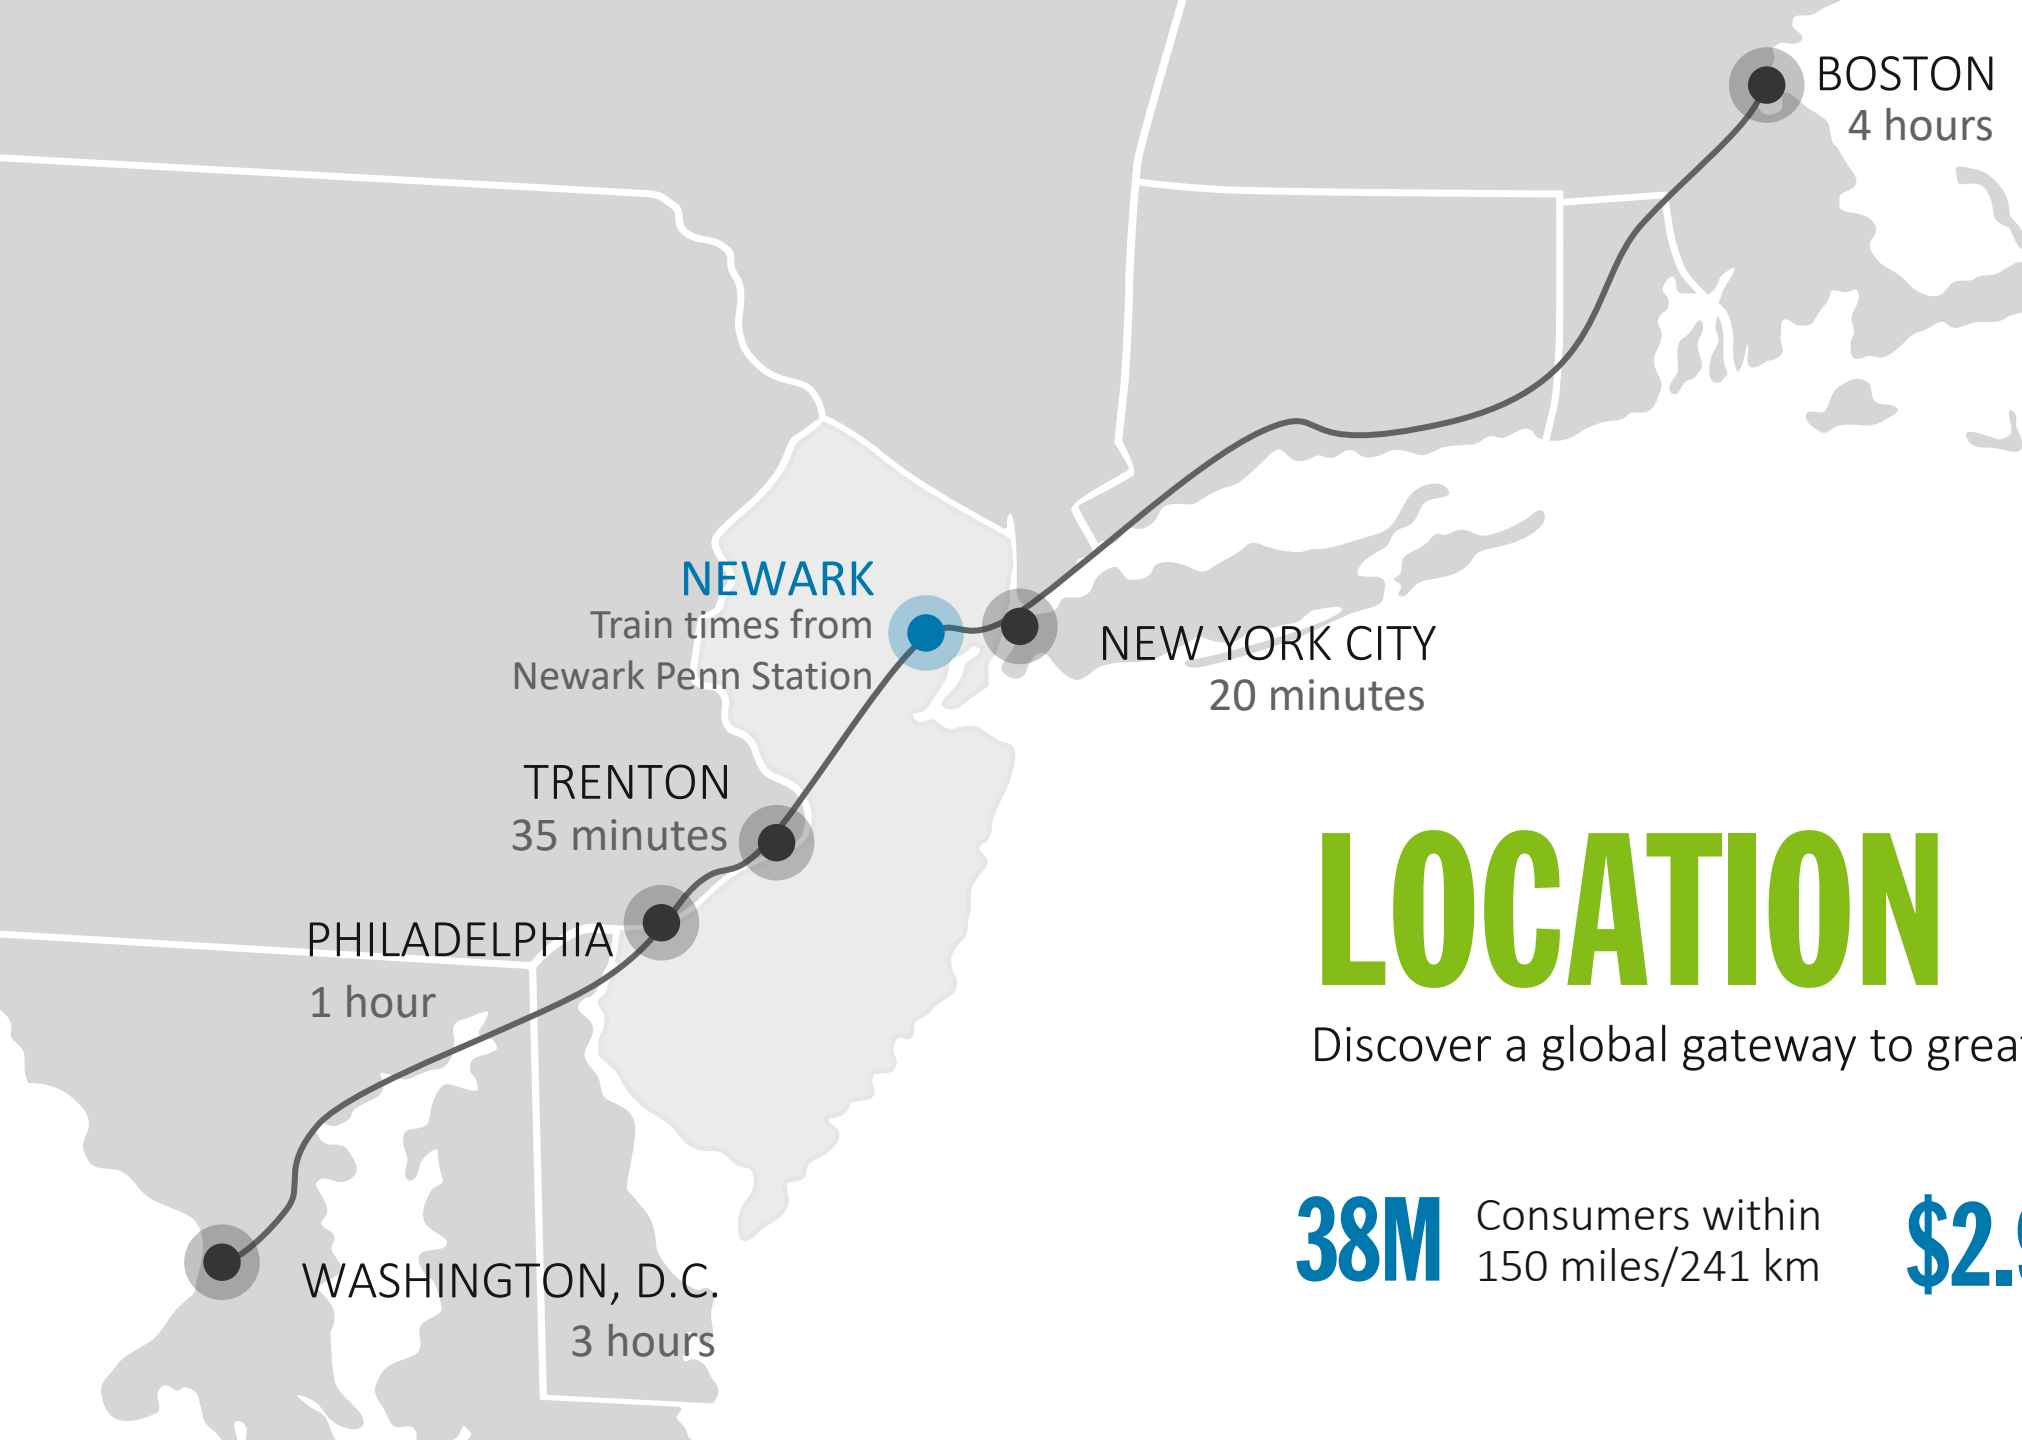 BOSTON
4 hours
NEWARK
Train times from
Newark Penn Station
NEW YORK CITY
20 minutes
TRENTON
35 minutes
PHILADELPHIA
1 hour
WASHINGTON, D.C.
3 hours
LOCATION
Discover a global gateway to
38M
Consumers within
150 miles/241 km